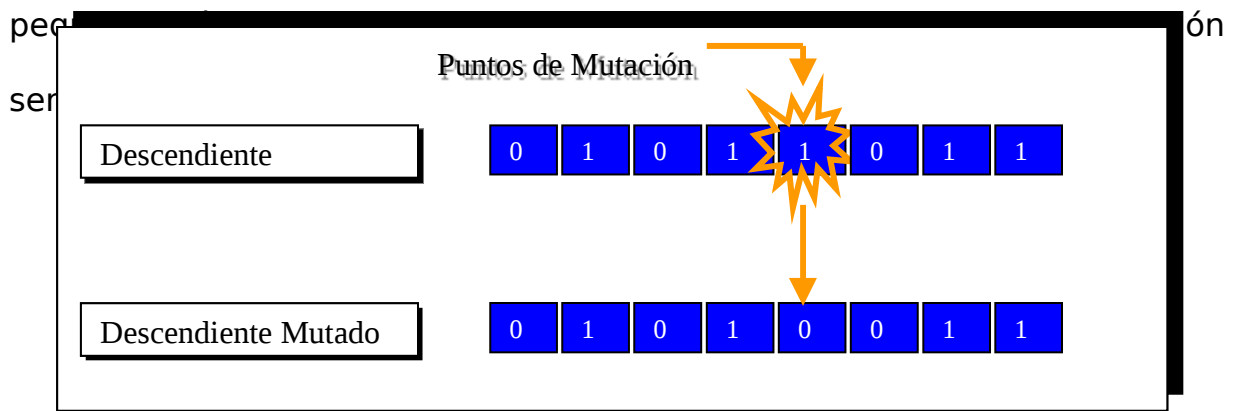 ón
Puntos de Mutación
Descendiente
0 1 0 1 1 0 1 1
Descendiente Mutado
0 1 0 1 0 0 1 1